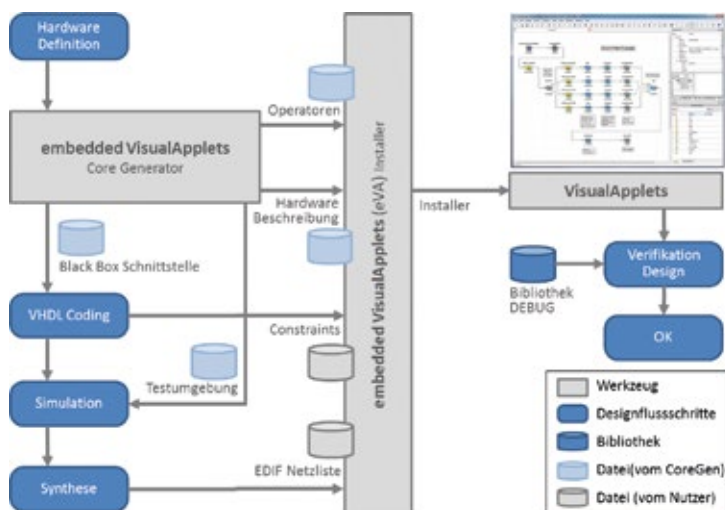 Hardware
Definition
embedded VisualApplets
Core Generator
Operatoren
Hardware
Beschreibung
Black Box Schnittstelle
VHDL Coding
Constraints
Testumgebung
Simulation
EDIF Netzliste
Synthese
embedded VisualApplets (eVA) Installer
Installer
VisualApplets
Verifikation
Design
Bibliothek
DEBUG
OK
Werkzeug
Designflussschritte
Bibliothek
Datei(vom CoreGen)
Datei (vom Nutzer)